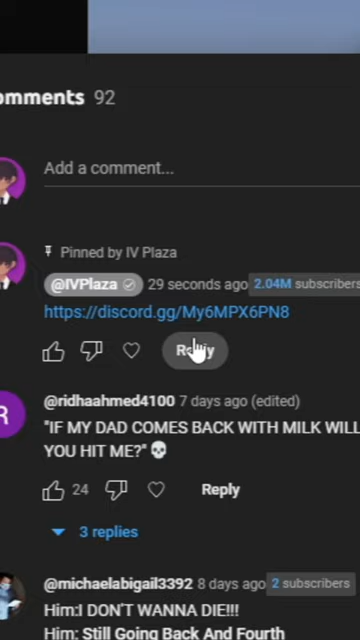 omments 92
Add a comment...
Pinned by IV Plaza
@IVPlaza 29 seconds ago 2.04M subscribers
https://discord.gg/My6MPX6PN8
Reply
R
@ridhaahmed4100 7 days ago (edited)
"IF MY DAD COMES BACK WITH MILK WILL
YOU HIT ME?"💀
24 Reply
3 replies
@michaelabigail3392 8 days ago 2 subscribers
Him:I DON'T WANNA DIE!!!
Him: Still Going Back And Fourth